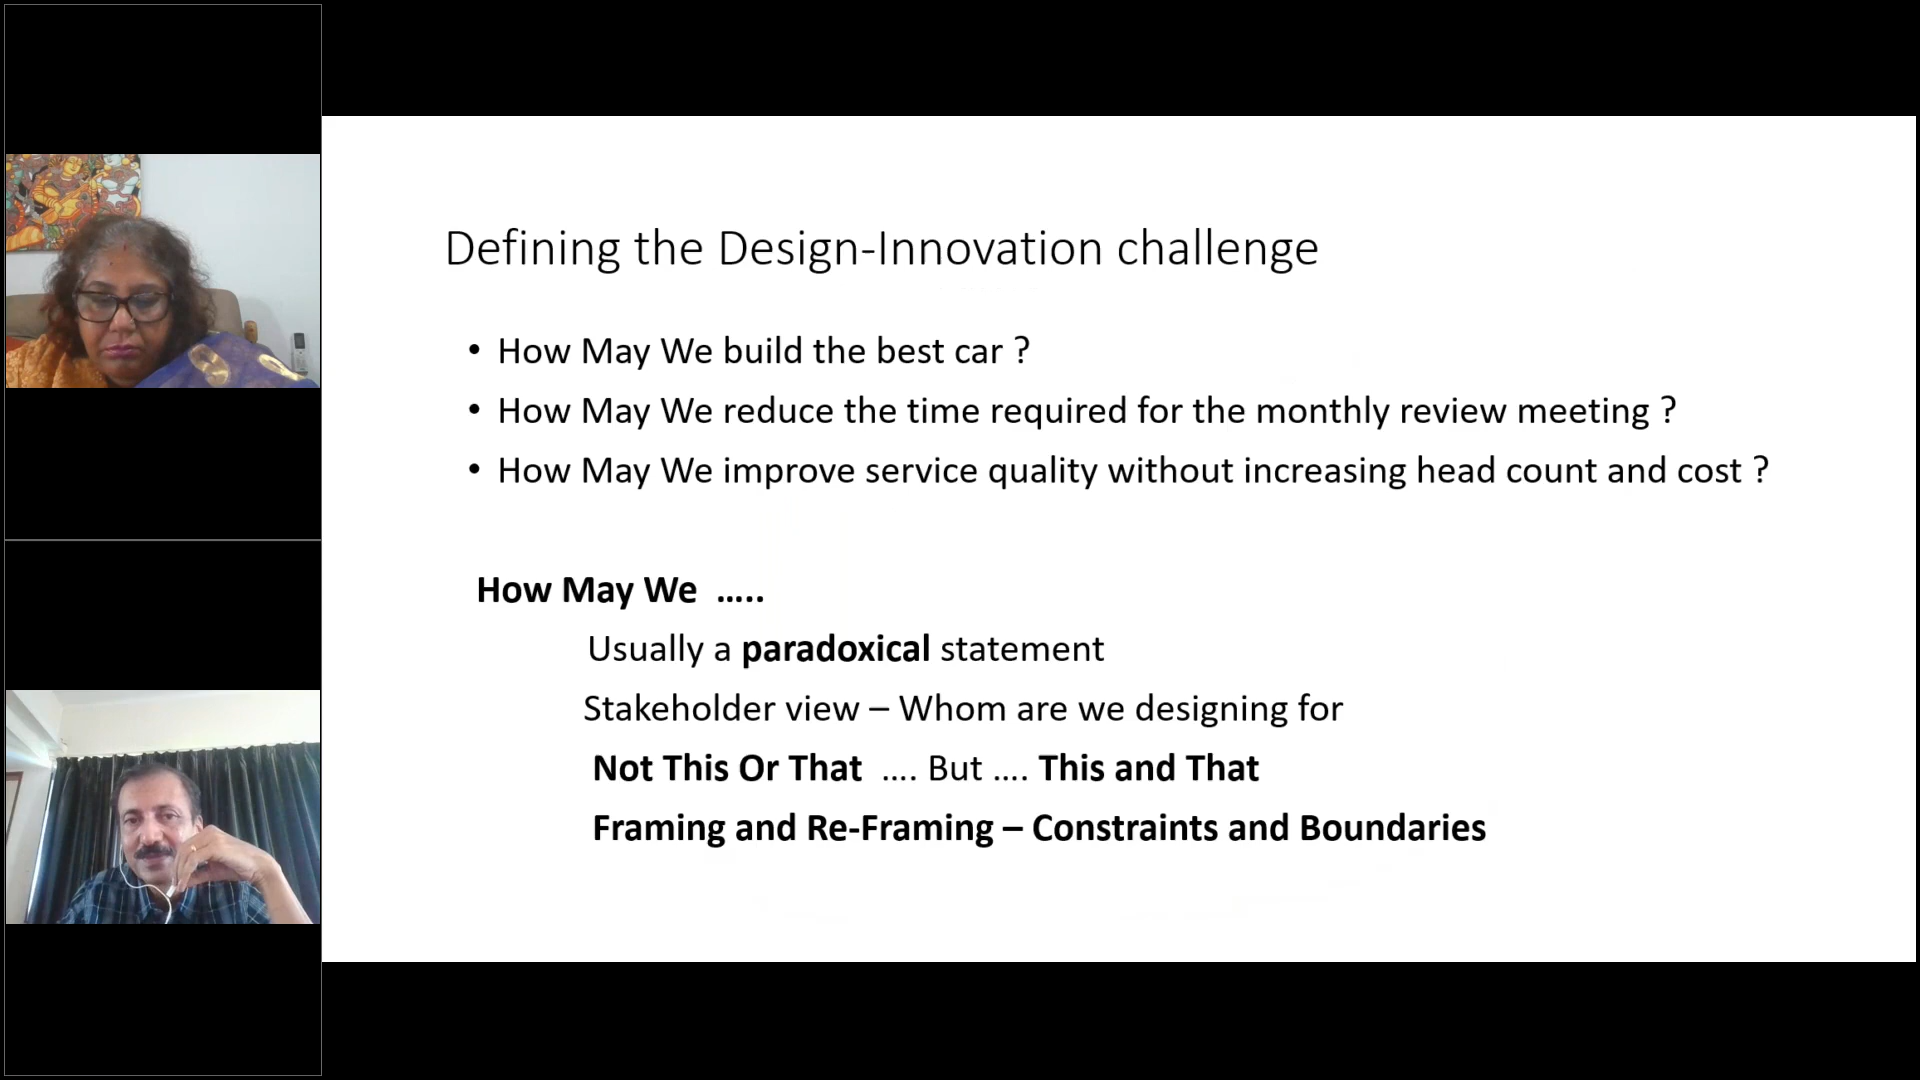 Defining the Design-Innovation challenge
• How May We build the best car ?
• How May We reduce the time required for the monthly review meeting ?
• How May We improve service quality without increasing head count and cost ?
How May We .....
Usually a paradoxical statement
Stakeholder view – Whom are we designing for
Not This Or That .... But .... This and That
Framing and Re-Framing – Constraints and Boundaries